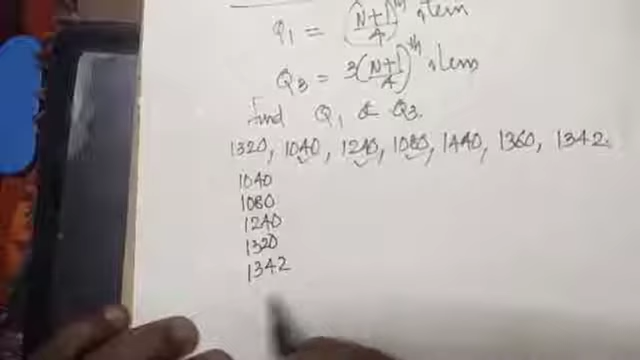 Q1 = (N+1/4)th item
Q3 = 3(N+1/4)th item
Find Q1 & Q3.
1320, 1040, 1240, 1080, 1440, 1360, 1342.
1040
1080
1240
1320
1342